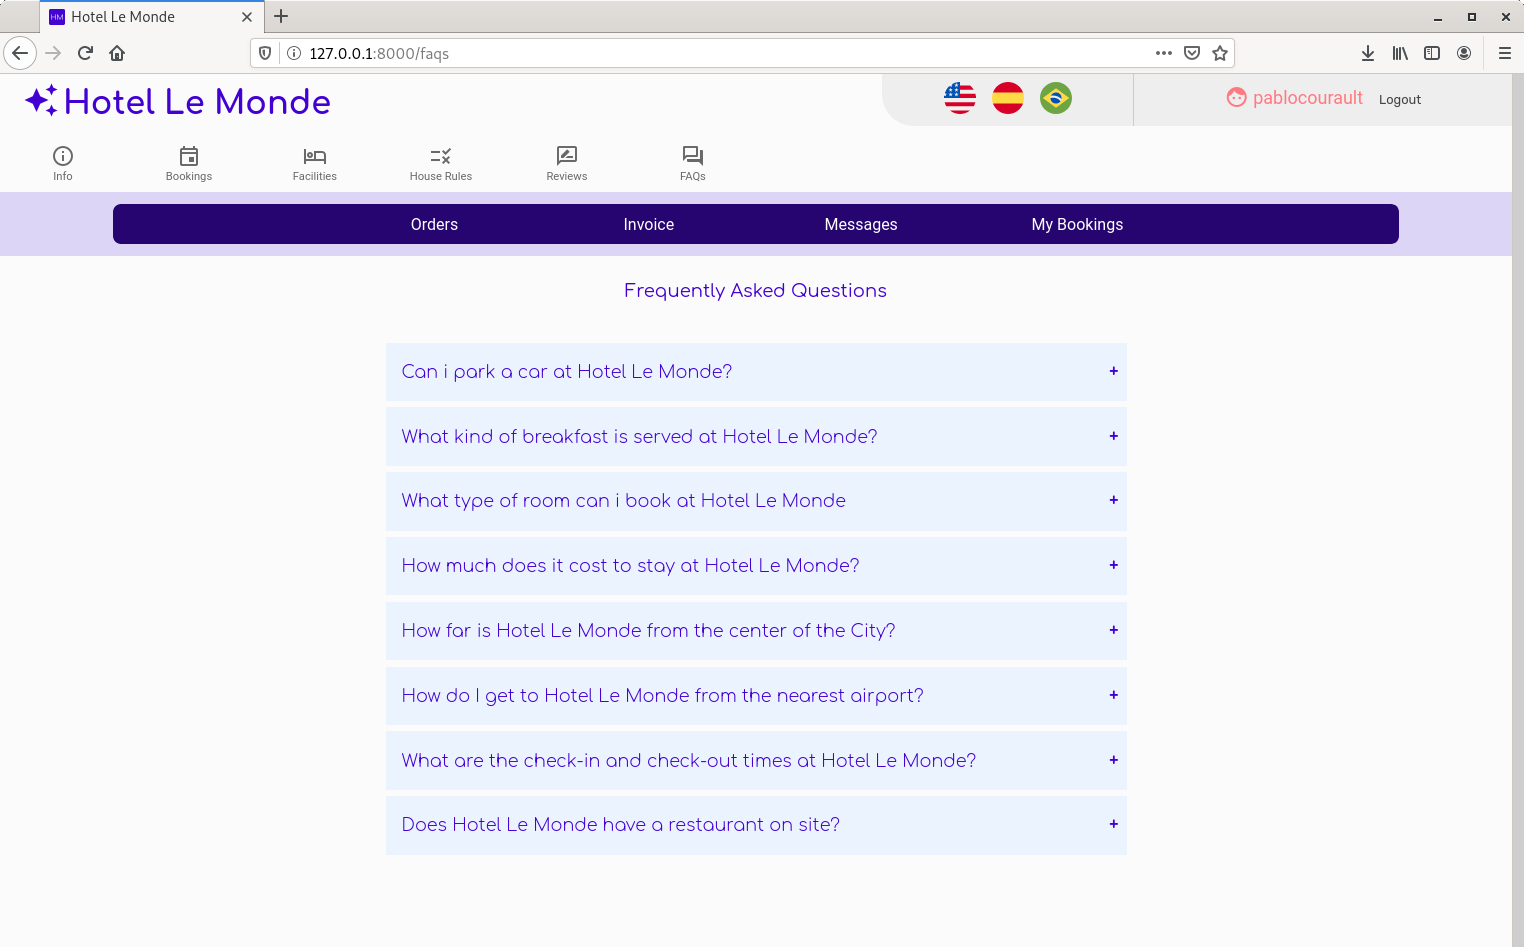 HM Hotel Le Monde
127.0.0.1:8000/faqs
Hotel Le Monde
pablocourault Logout
Info Bookings Facilities House Rules Reviews FAQs
Orders Invoice Messages My Bookings
Frequently Asked Questions
Can i park a car at Hotel Le Monde? +
What kind of breakfast is served at Hotel Le Monde? +
What type of room can i book at Hotel Le Monde +
How much does it cost to stay at Hotel Le Monde? +
How far is Hotel Le Monde from the center of the City? +
How do I get to Hotel Le Monde from the nearest airport? +
What are the check-in and check-out times at Hotel Le Monde? +
Does Hotel Le Monde have a restaurant on site? +